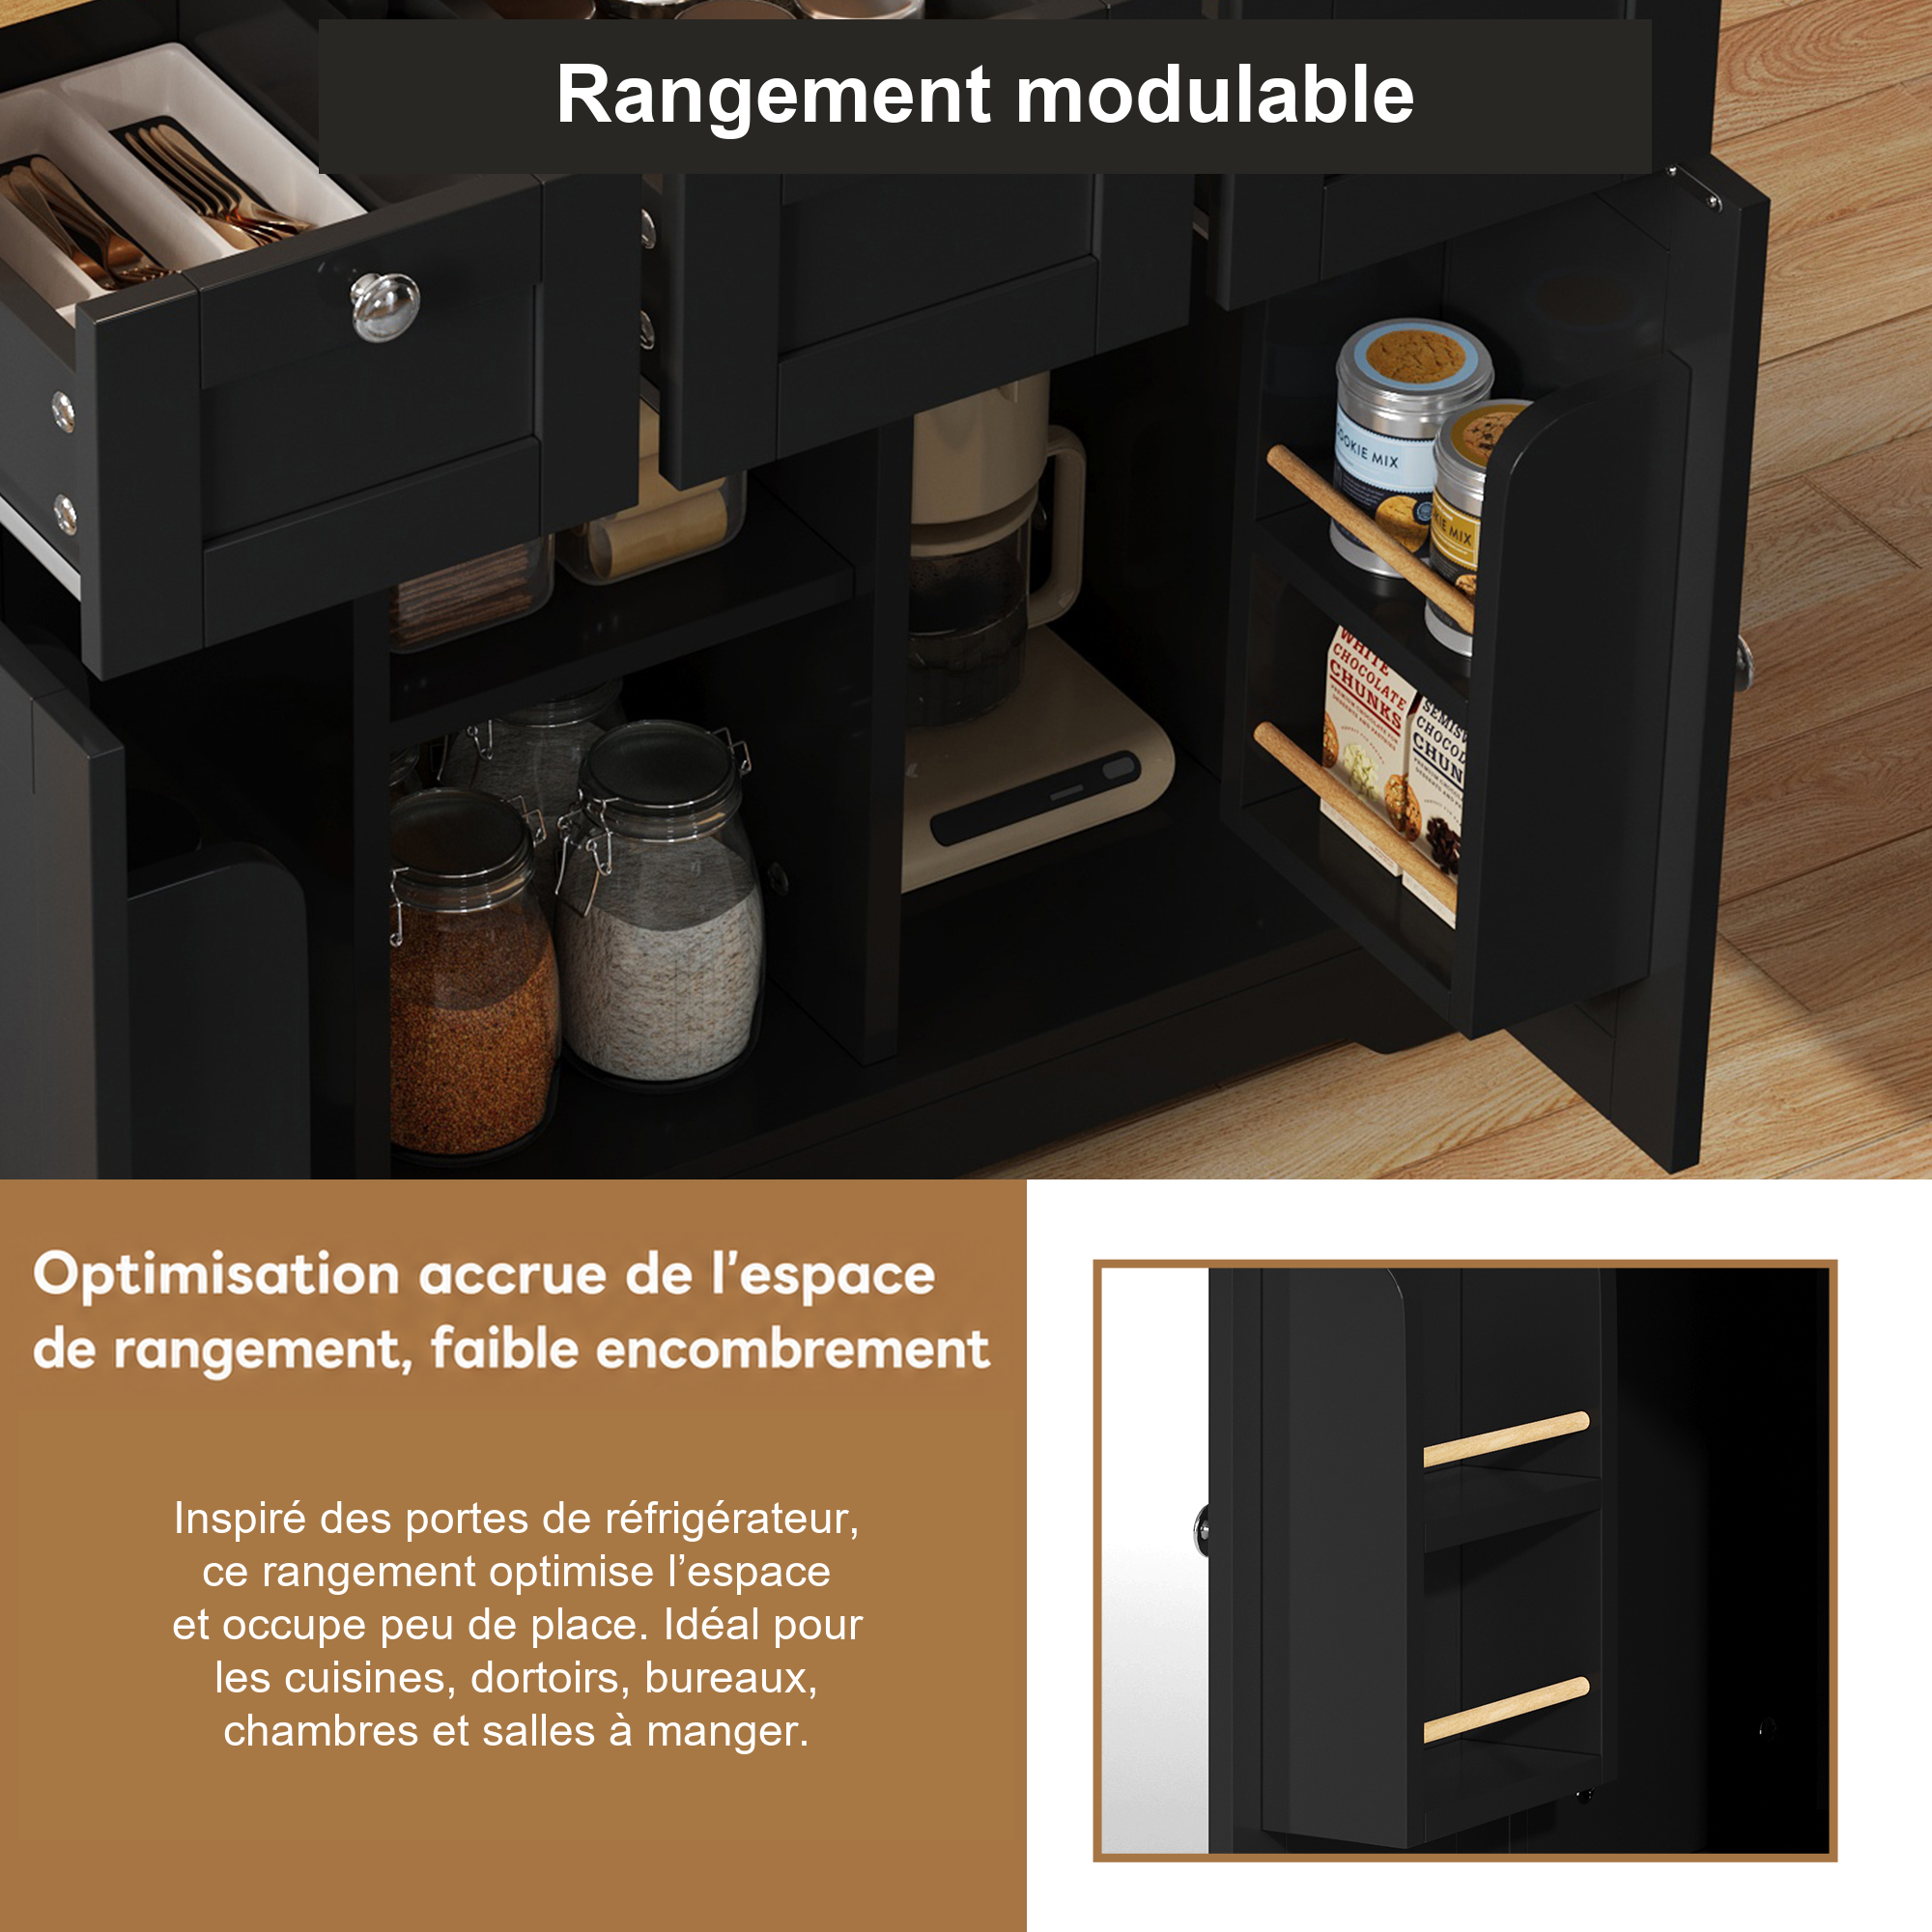 Rangement modulable
COOKIE MIX
KIE MIX
WHITE
CHOCOLATE
CHUNKS
Optimisation accrue de l'espace
de rangement, faible encombrement
Inspiré des portes de réfrigérateur,
ce rangement optimise l’espace
et occupe peu de place. Idéal pour
les cuisines, dortoirs, bureaux,
chambres et salles à manger.